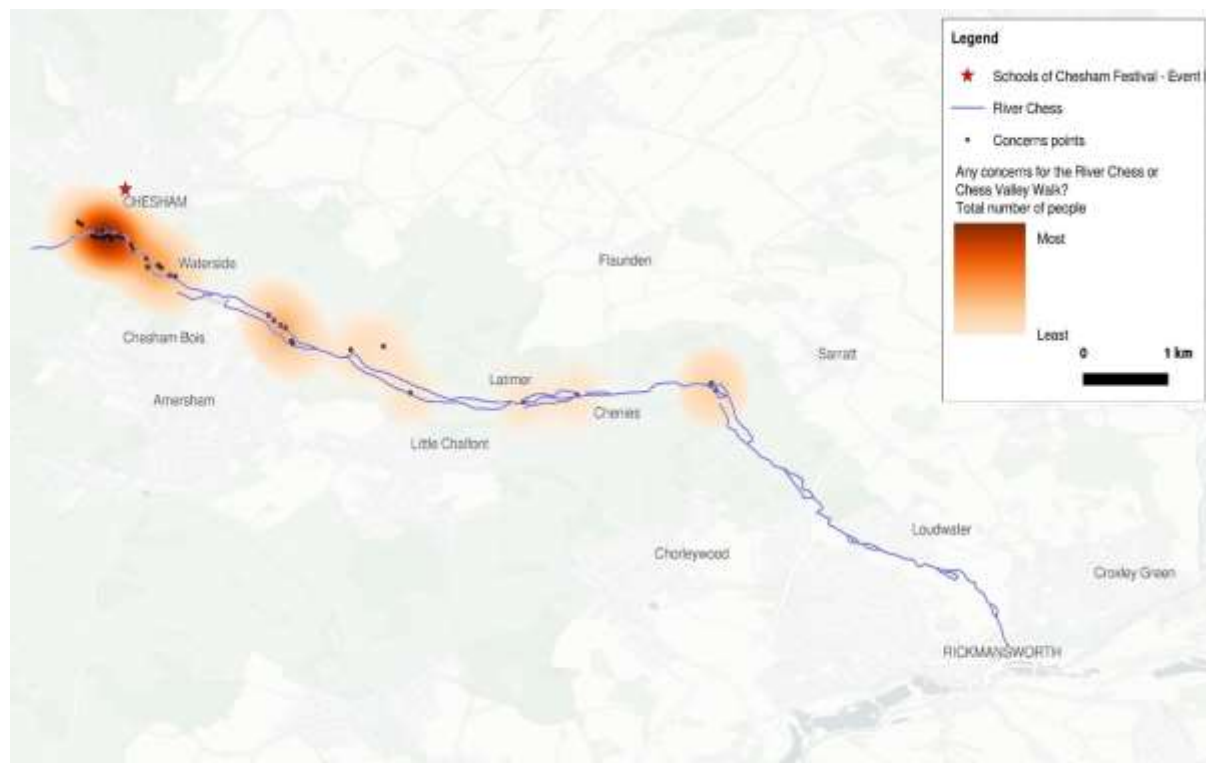 Legend
Schools of Chesham Festival - Event
River Chess
Concerns points
Any concerns for the River Chess or
Chess Valley Walk?
Total number of people
Most
Least
0 1 km
CHESHAM
Waterside
Flaunden
Chesham Bois
Sarratt
Latimer
Amersham
Chenies
Little Chalfont
Loudwater
Chorleywood
Croxley Green
RICKMANSWORTH